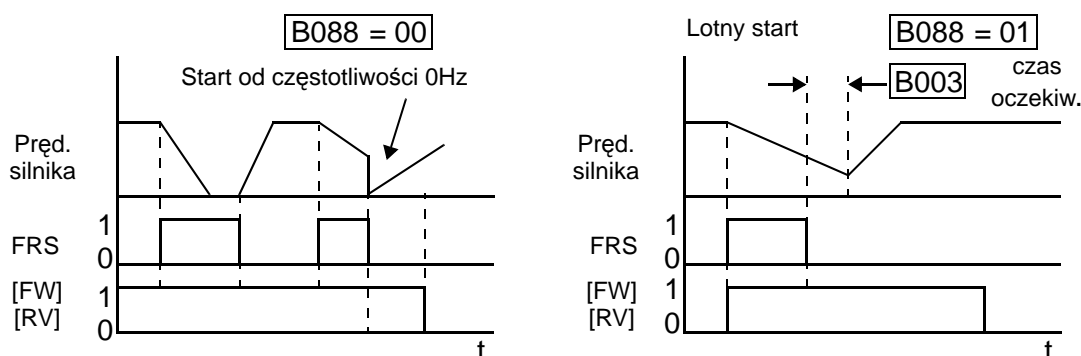 B088 = 00
Start od częstotliwości 0Hz
Pręd.
silnika
FRS
1
0
[FW]
[RV]
1
0
t
Lotny start
B088 = 01
B003
czas
oczekiw.
Pręd.
silnika
FRS
1
0
[FW]
[RV]
1
0
t